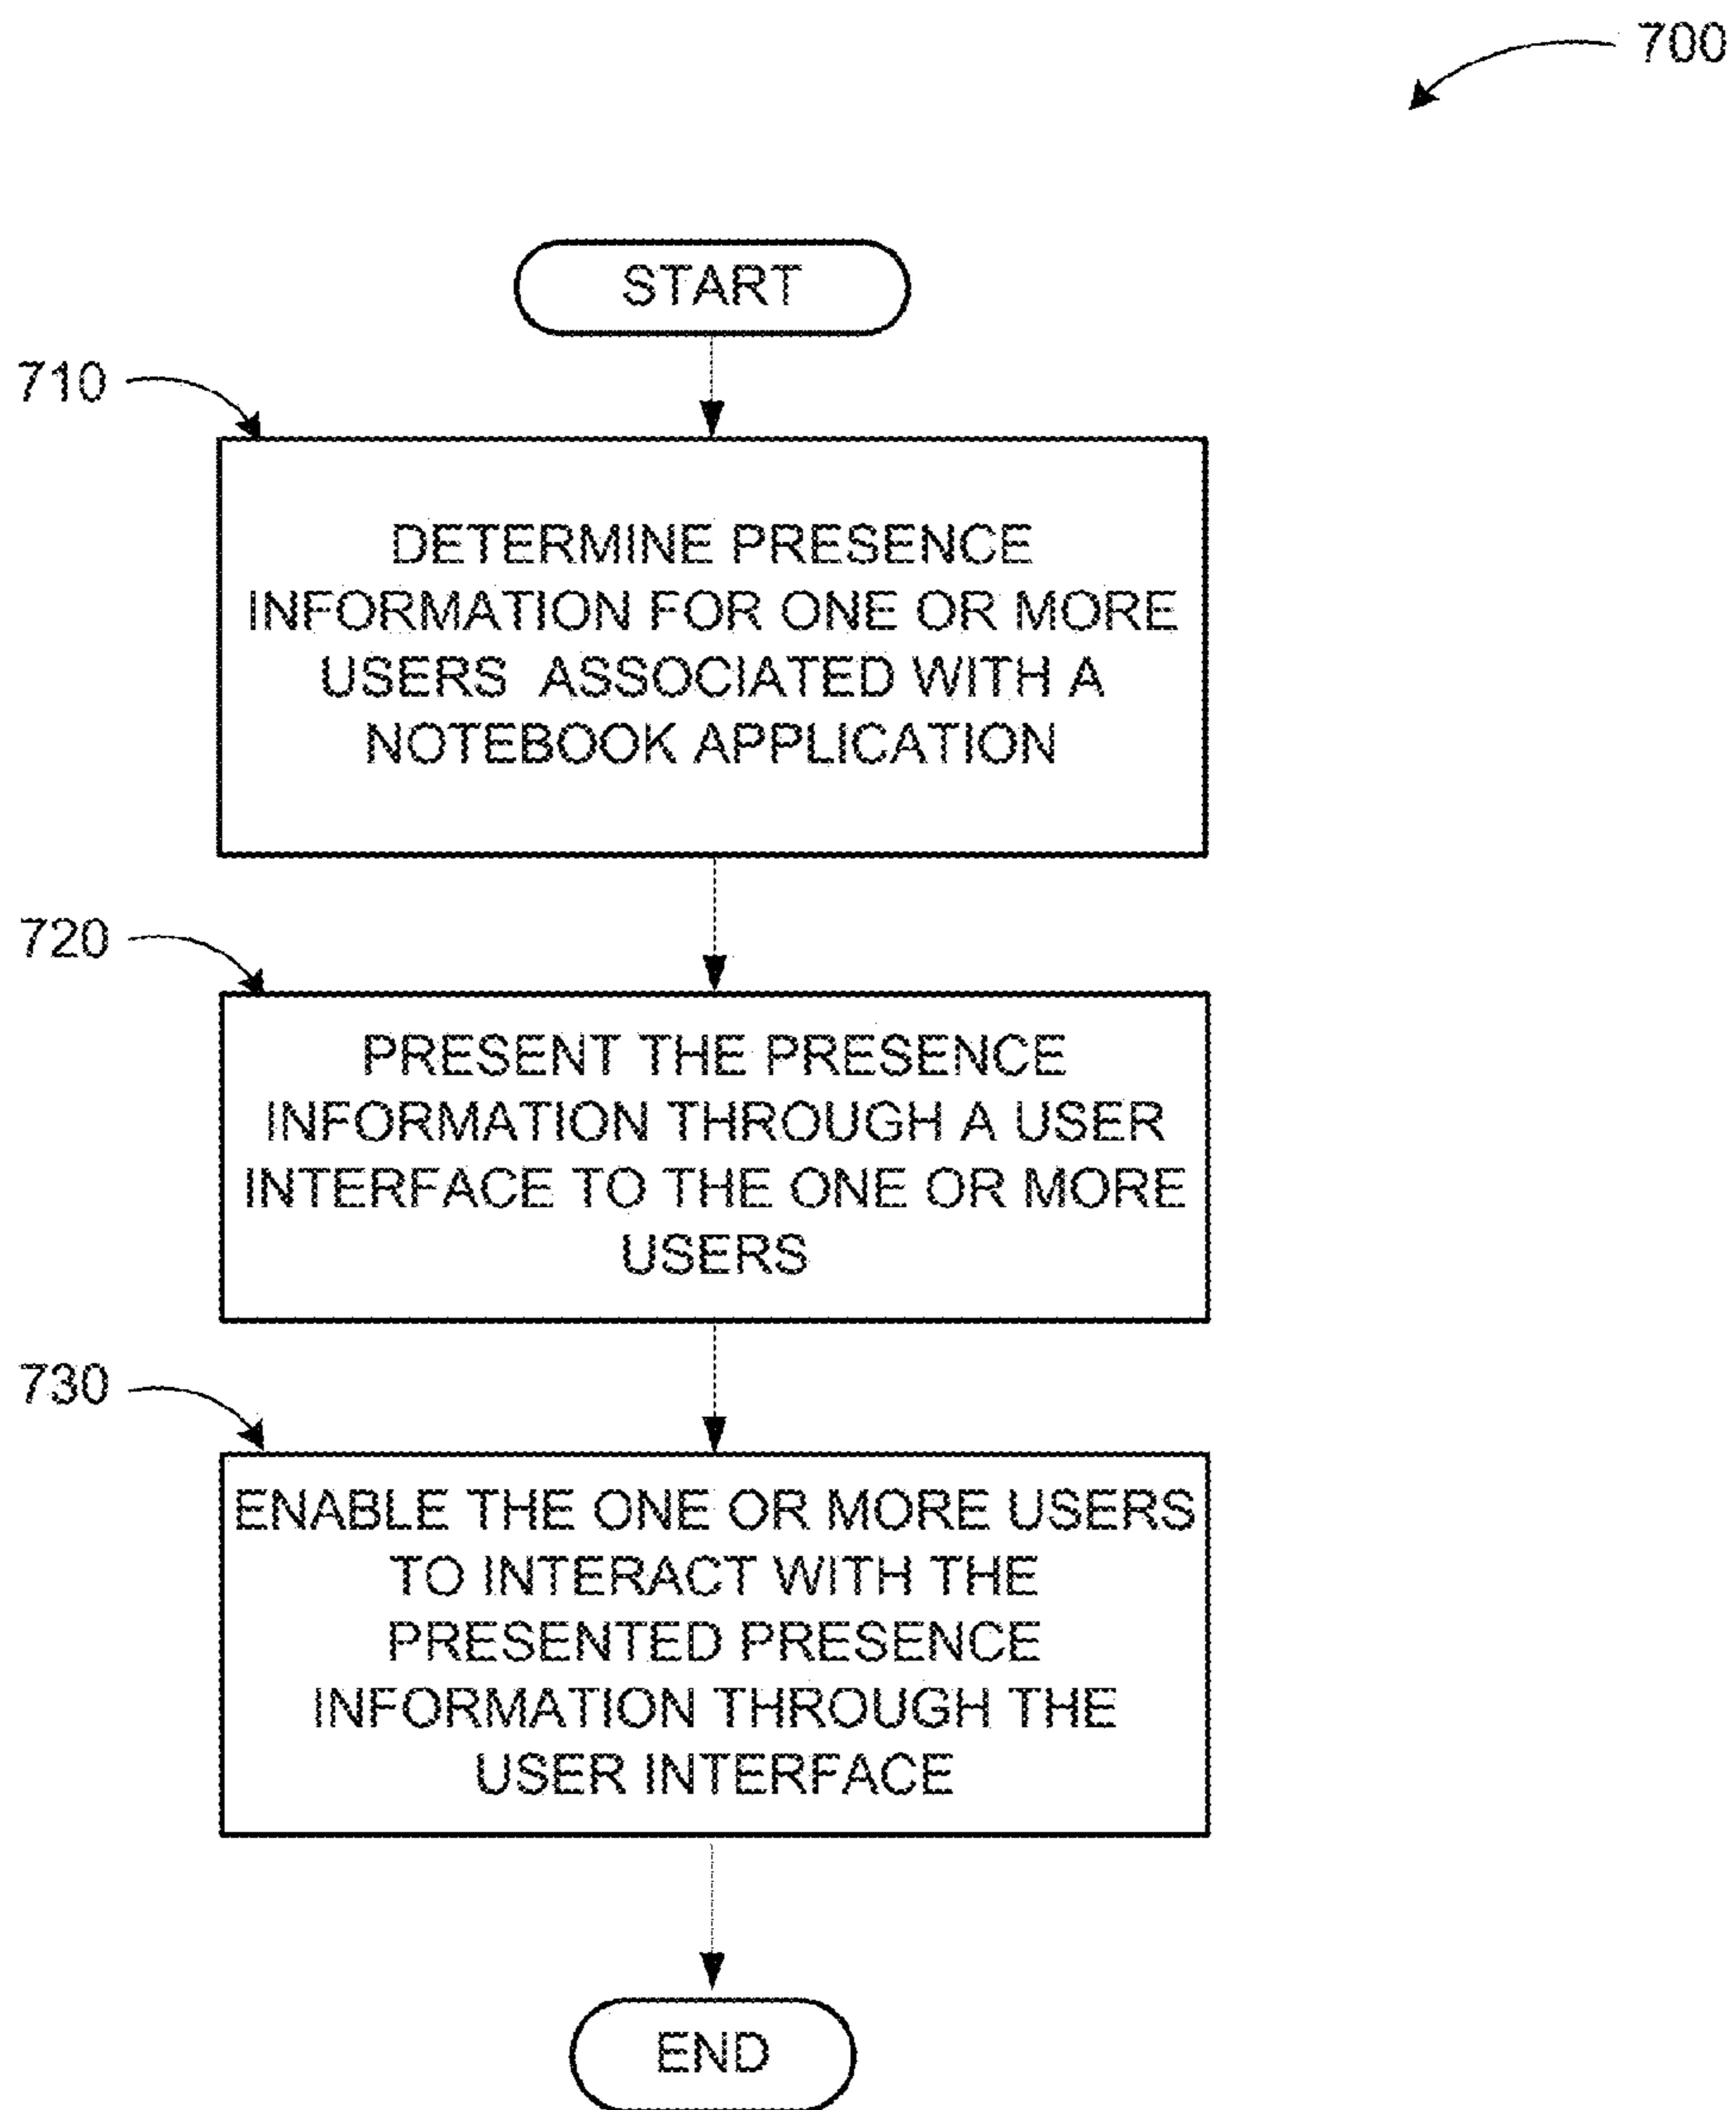 700
START
710
DETERMINE PRESENCE
INFORMATION FOR ONE OR MORE
USERS ASSOCIATED WITH A
NOTEBOOK APPLICATION
720
PRESENT THE PRESENCE
INFORMATION THROUGH A USER
INTERFACE TO THE ONE OR MORE
USERS
730
ENABLE THE ONE OR MORE USERS
TO INTERACT WITH THE
PRESENTED PRESENCE
INFORMATION THROUGH THE
USER INTERFACE
END